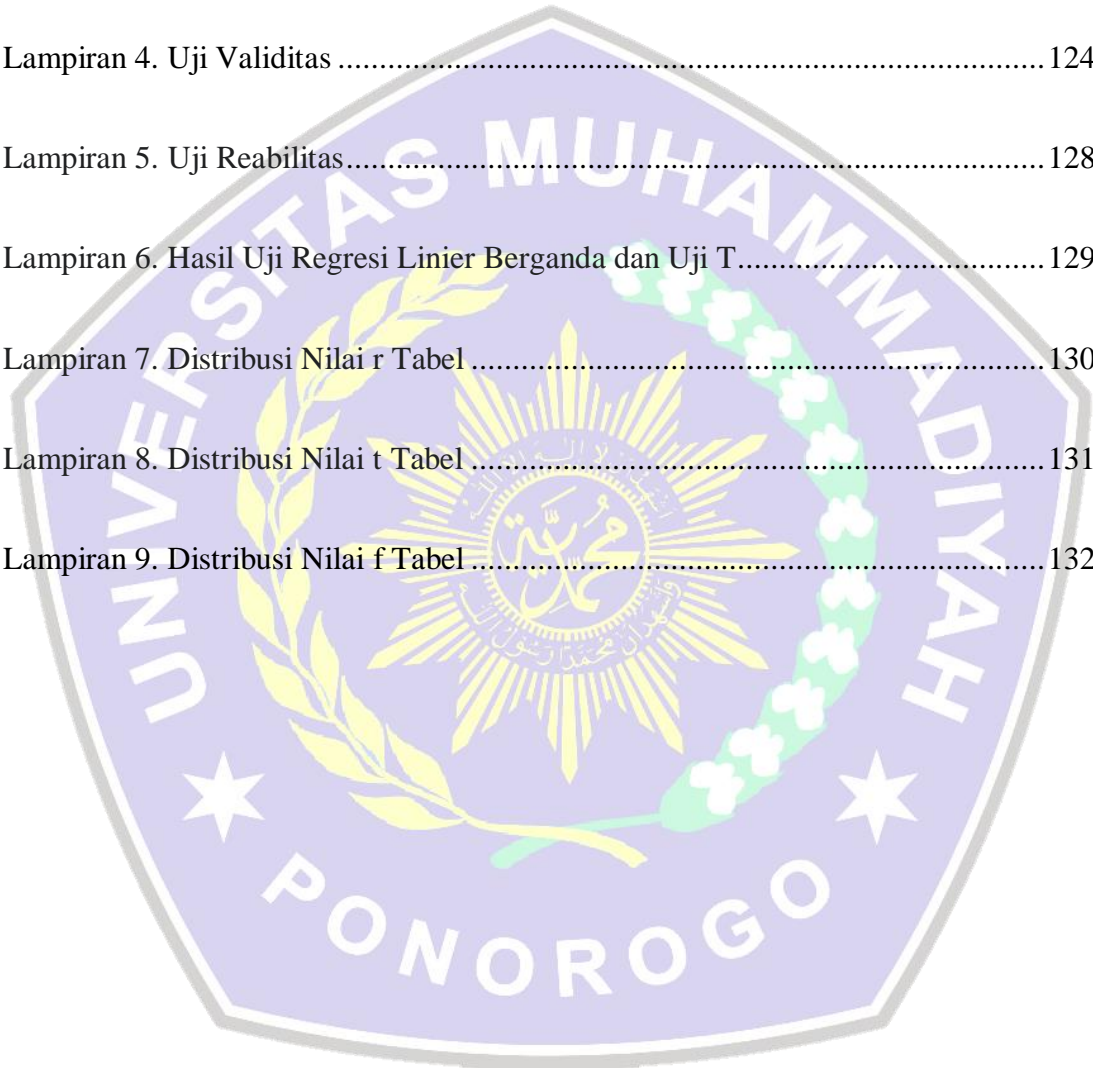 Lampiran 4. Uji Validitas ..................................................................................... 124
Lampiran 5. Uji Reabilitas .................................................................................... 128
Lampiran 6. Hasil Uji Regresi Linier Berganda dan Uji T ..................................... 129
Lampiran 7. Distribusi Nilai r Tabel ..................................................................... 130
Lampiran 8. Distribusi Nilai t Tabel ..................................................................... 131
Lampiran 9. Distribusi Nilai f Tabel ..................................................................... 132
UNIVERSITAS MUHAMMADIYAH
PONOROGO
محمدية